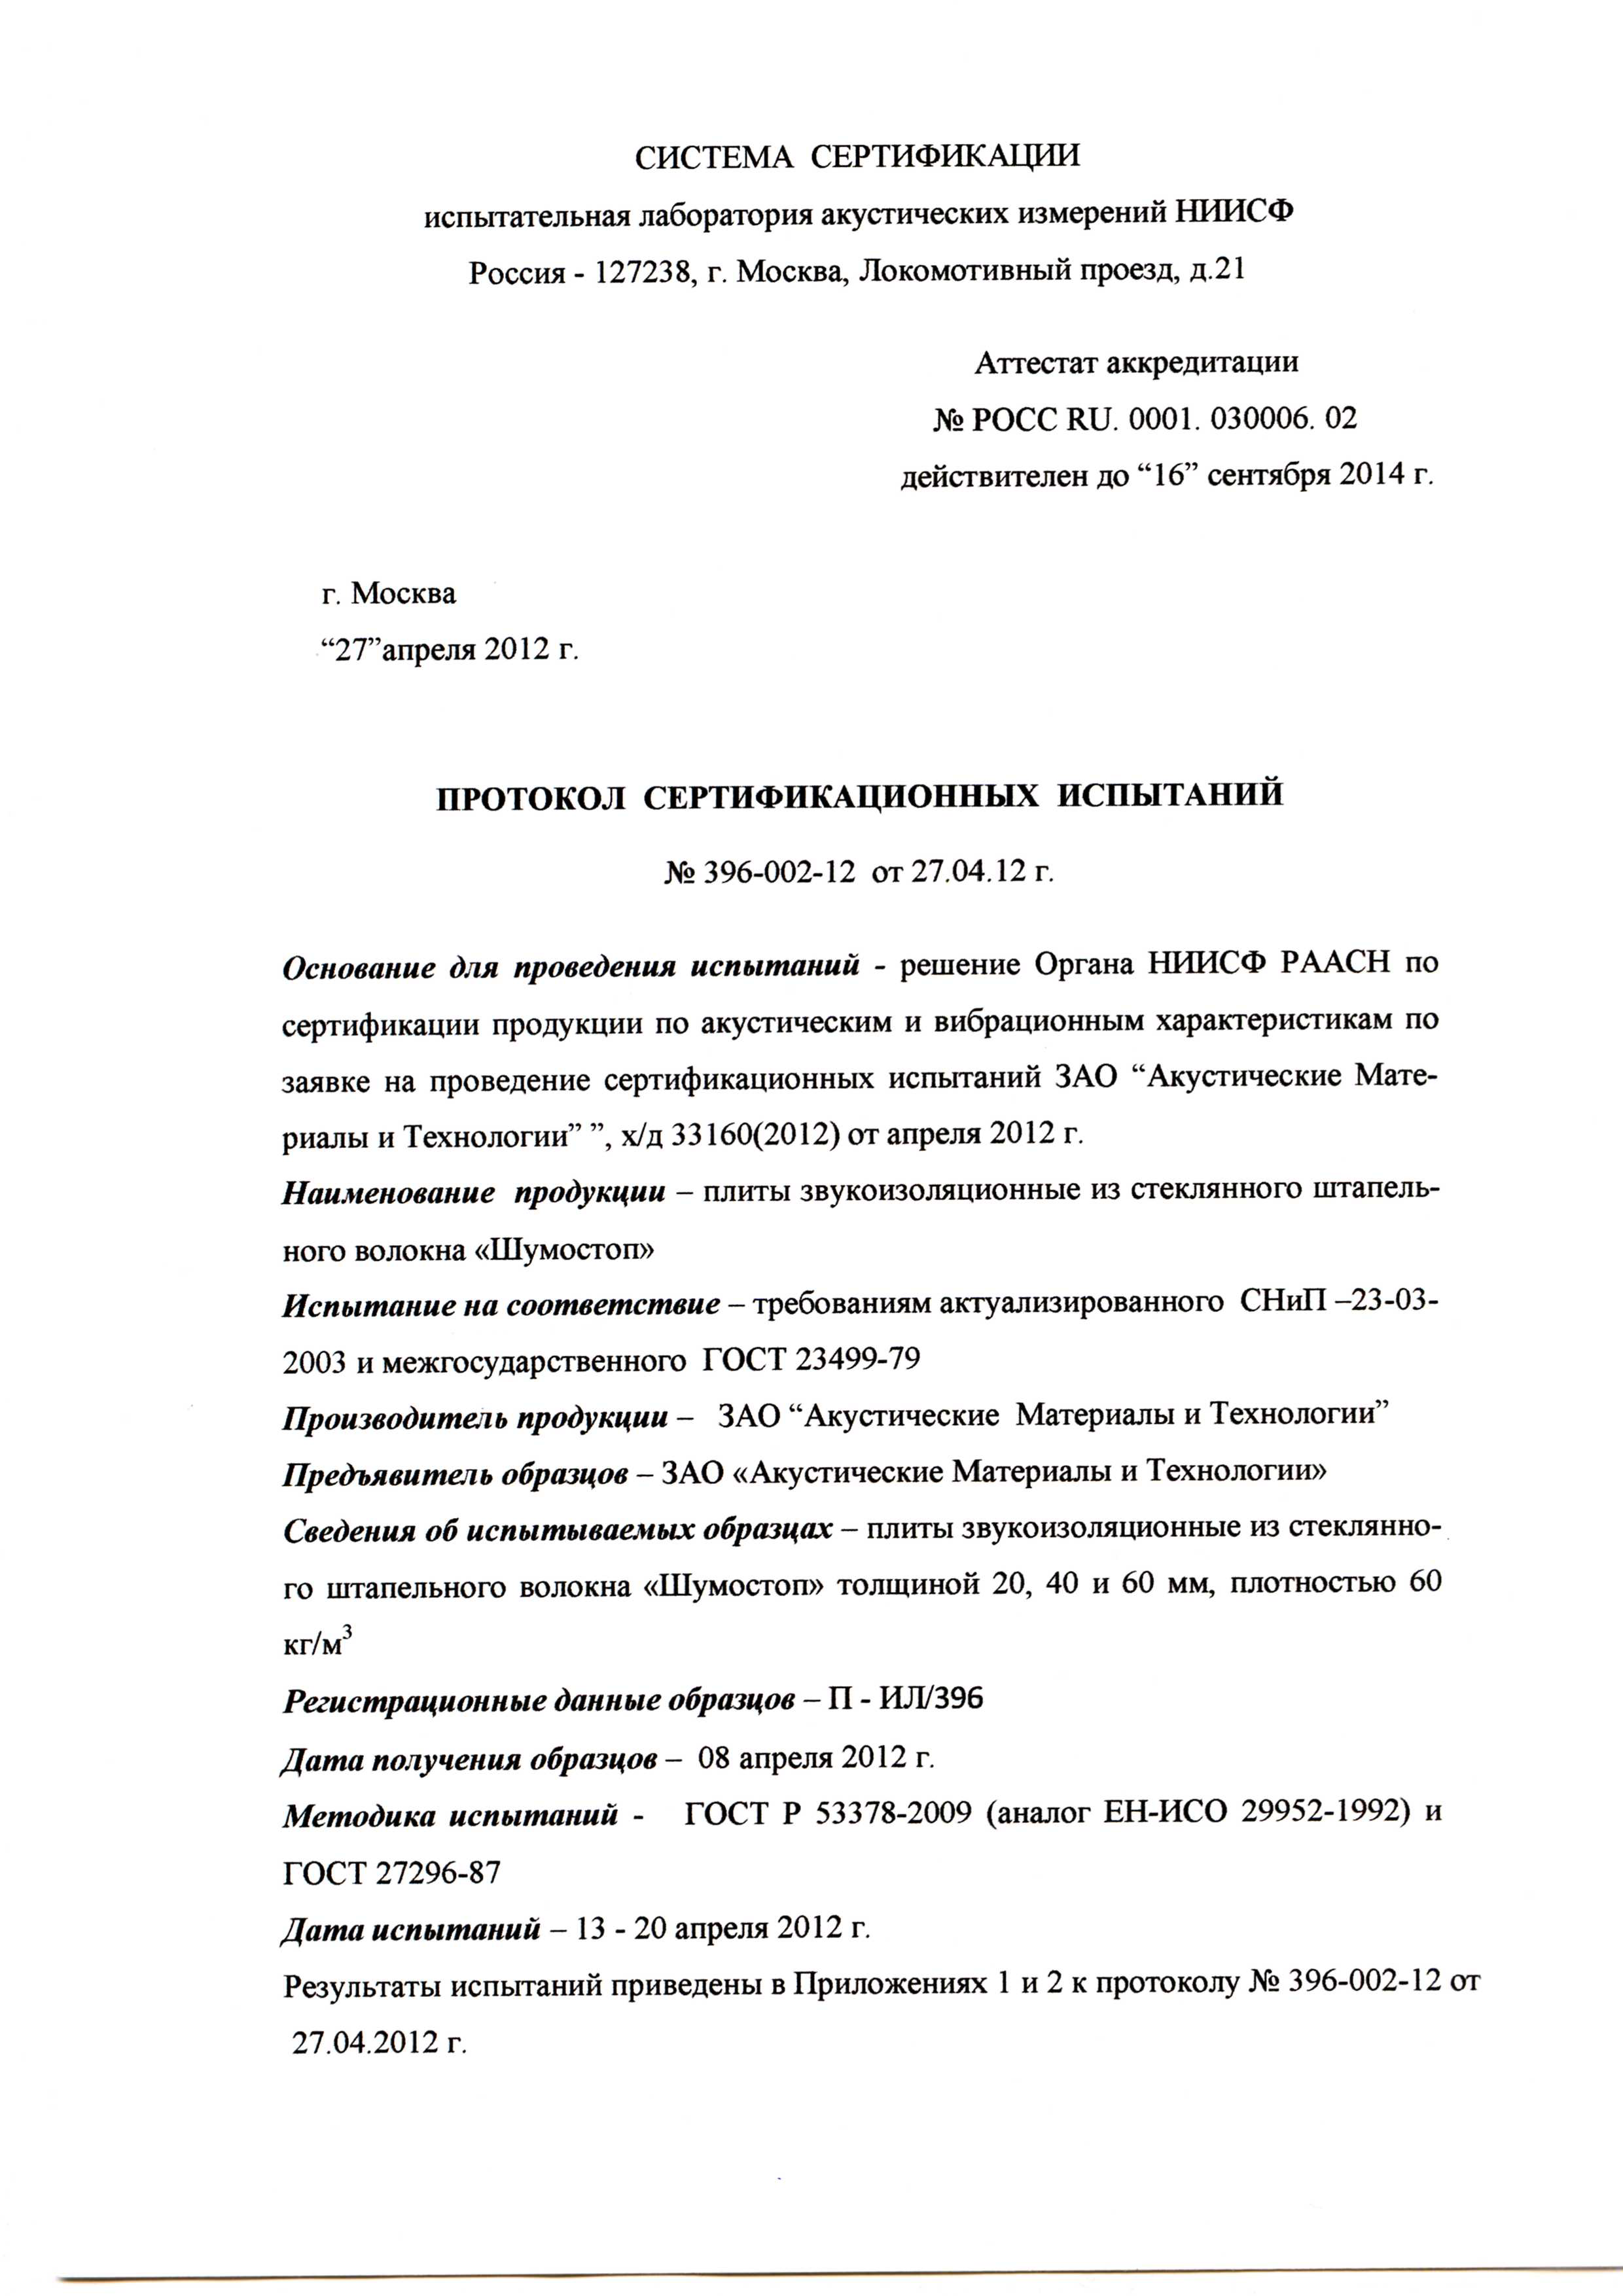 СИСТЕМА СЕРТИФИКАЦИИ
испытательная лаборатория акустических измерений НИИСФ
Россия - 127238, г. Москва, Локомотивный проезд, д.21
Аттестат аккредитации
№ РОСС RU. 0001. 030006. 02
действителен до “16” сентября 2014 г.
г. Москва
“27”апреля 2012 г.
ПРОТОКОЛ СЕРТИФИКАЦИОННЫХ ИСПЫТАНИЙ
№ 396-002-12 от 27.04.12 г.
Основание для проведения испытаний - решение Органа НИИСФ РААСН по
сертификации продукции по акустическим и вибрационным характеристикам по
заявке на проведение сертификационных испытаний ЗАО “Акустические Мате-
риалы и Технологии” ”, х/д 33160(2012) от апреля 2012 г.
Наименование продукции – плиты звукоизоляционные из стеклянного штапель-
ного волокна «Шумостоп»
Испытание на соответствие – требованиям актуализированного СНиП –23-03-
2003 и межгосударственного ГОСТ 23499-79
Производитель продукции – ЗАО “Акустические Материалы и Технологии”
Предъявитель образцов – ЗАО «Акустические Материалы и Технологии»
Сведения об испытываемых образцах – плиты звукоизоляционные из стеклянно-
го штапельного волокна «Шумостоп» толщиной 20, 40 и 60 мм, плотностью 60
кг/м³
Регистрационные данные образцов – П - ИЛ/396
Дата получения образцов – 08 апреля 2012 г.
Методика испытаний - ГОСТ Р 53378-2009 (аналог ЕН-ИСО 29952-1992) и
ГОСТ 27296-87
Дата испытаний – 13 - 20 апреля 2012 г.
Результаты испытаний приведены в Приложениях 1 и 2 к протоколу № 396-002-12 от
27.04.2012 г.